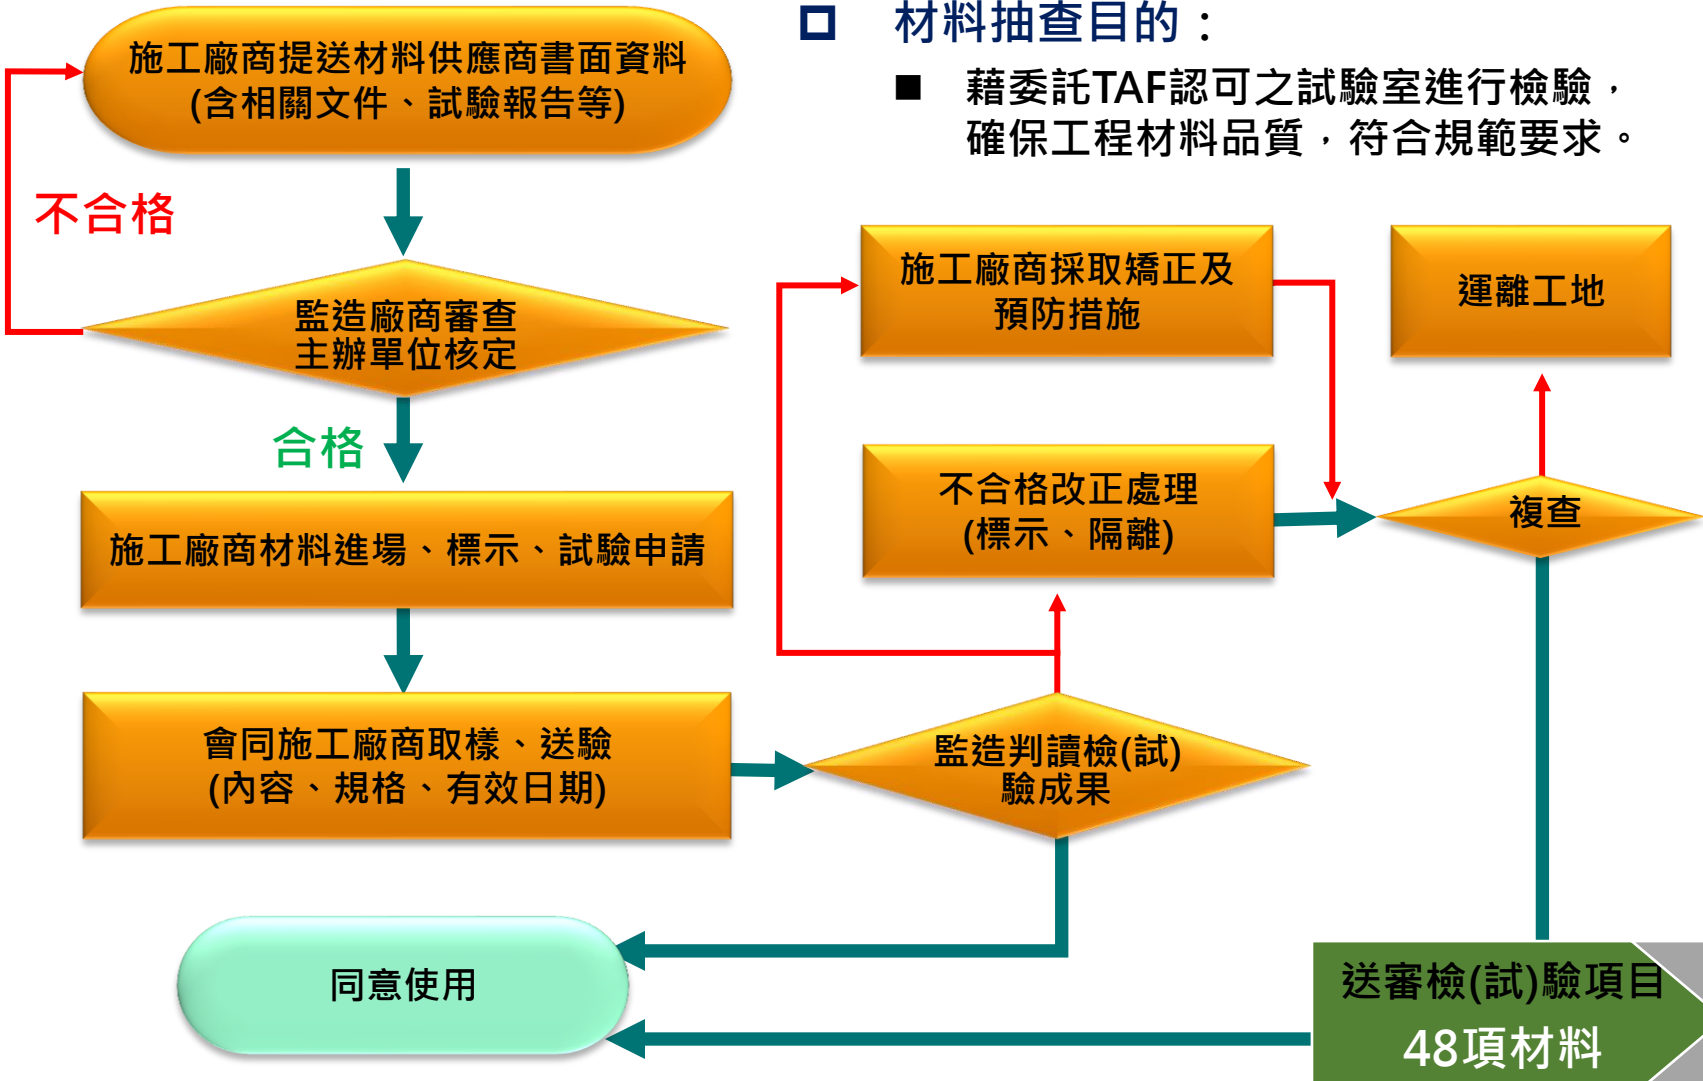 材料抽查目的：
藉委託TAF認可之試驗室進行檢�，
確保工程材料品質，符合規範要求。
施工廠商提送材料供應商書面資料
(含相關文件、試驗報告等)
不合格
監造廠商審查
主辦單位核定
合格
施工廠商材料進場、標示、試驗申請
會同施工廠商取樣、送驗
(內容、規格、有效日期)
監造判讀檢(試)
驗成果
施工廠商採取矯正及
預防措施
不合格改正處理
(標示、隔離)
運離工地
複查
同意使用
送審檢(試)驗項目
48項材料